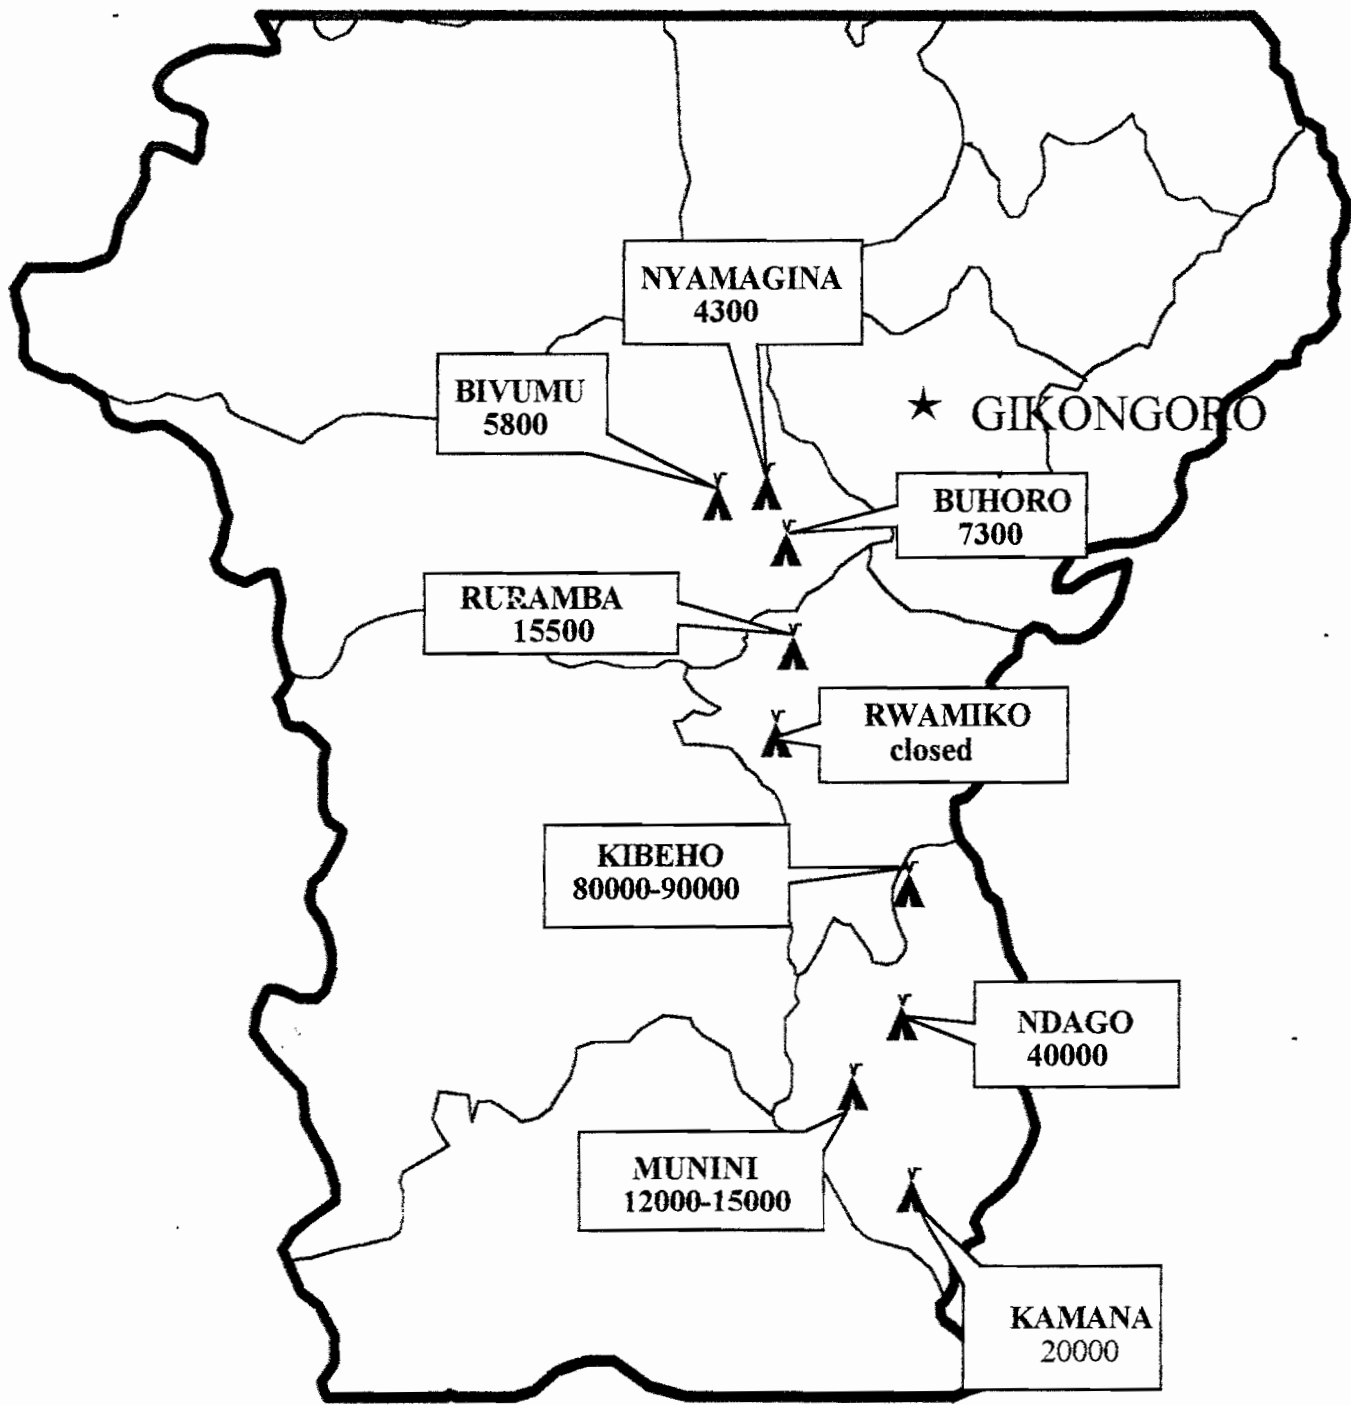 NYAMAGINA
4300
BIVUMU
5800
GIKONGORO
BUHORO
7300
RURAMBA
15500
RWAMIKO
closed
KIBEHO
80000-90000
NDAGO
40000
MUNINI
12000-15000
KAMANA
20000